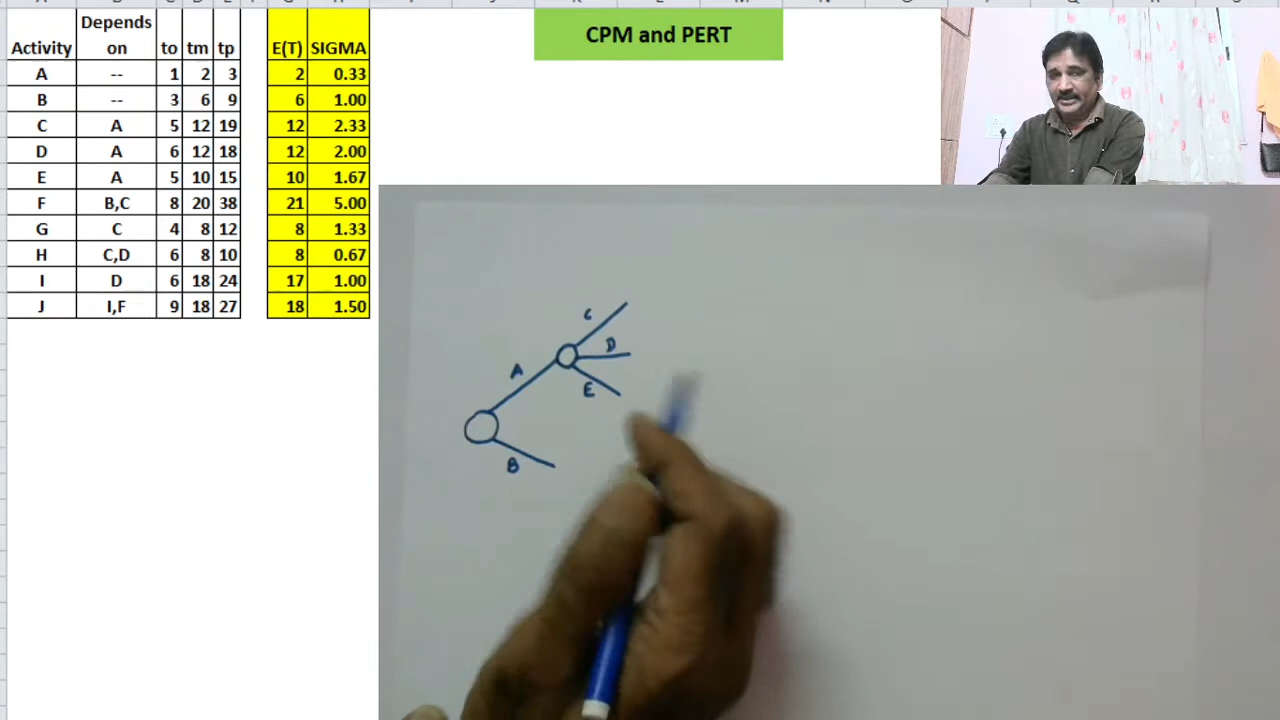 CPM and PERT
Activity Depends on to tm tp E(T) SIGMA
A -- 1 2 3 2 0.33
B -- 3 6 9 6 1.00
C A 5 12 19 12 2.33
D A 6 12 18 12 2.00
E A 5 10 15 10 1.67
F B,C 8 20 38 21 5.00
G C 4 8 12 8 1.33
H C,D 6 8 10 8 0.67
I D 6 18 24 17 1.00
J I,F 9 18 27 18 1.50
C
D
A
E
B